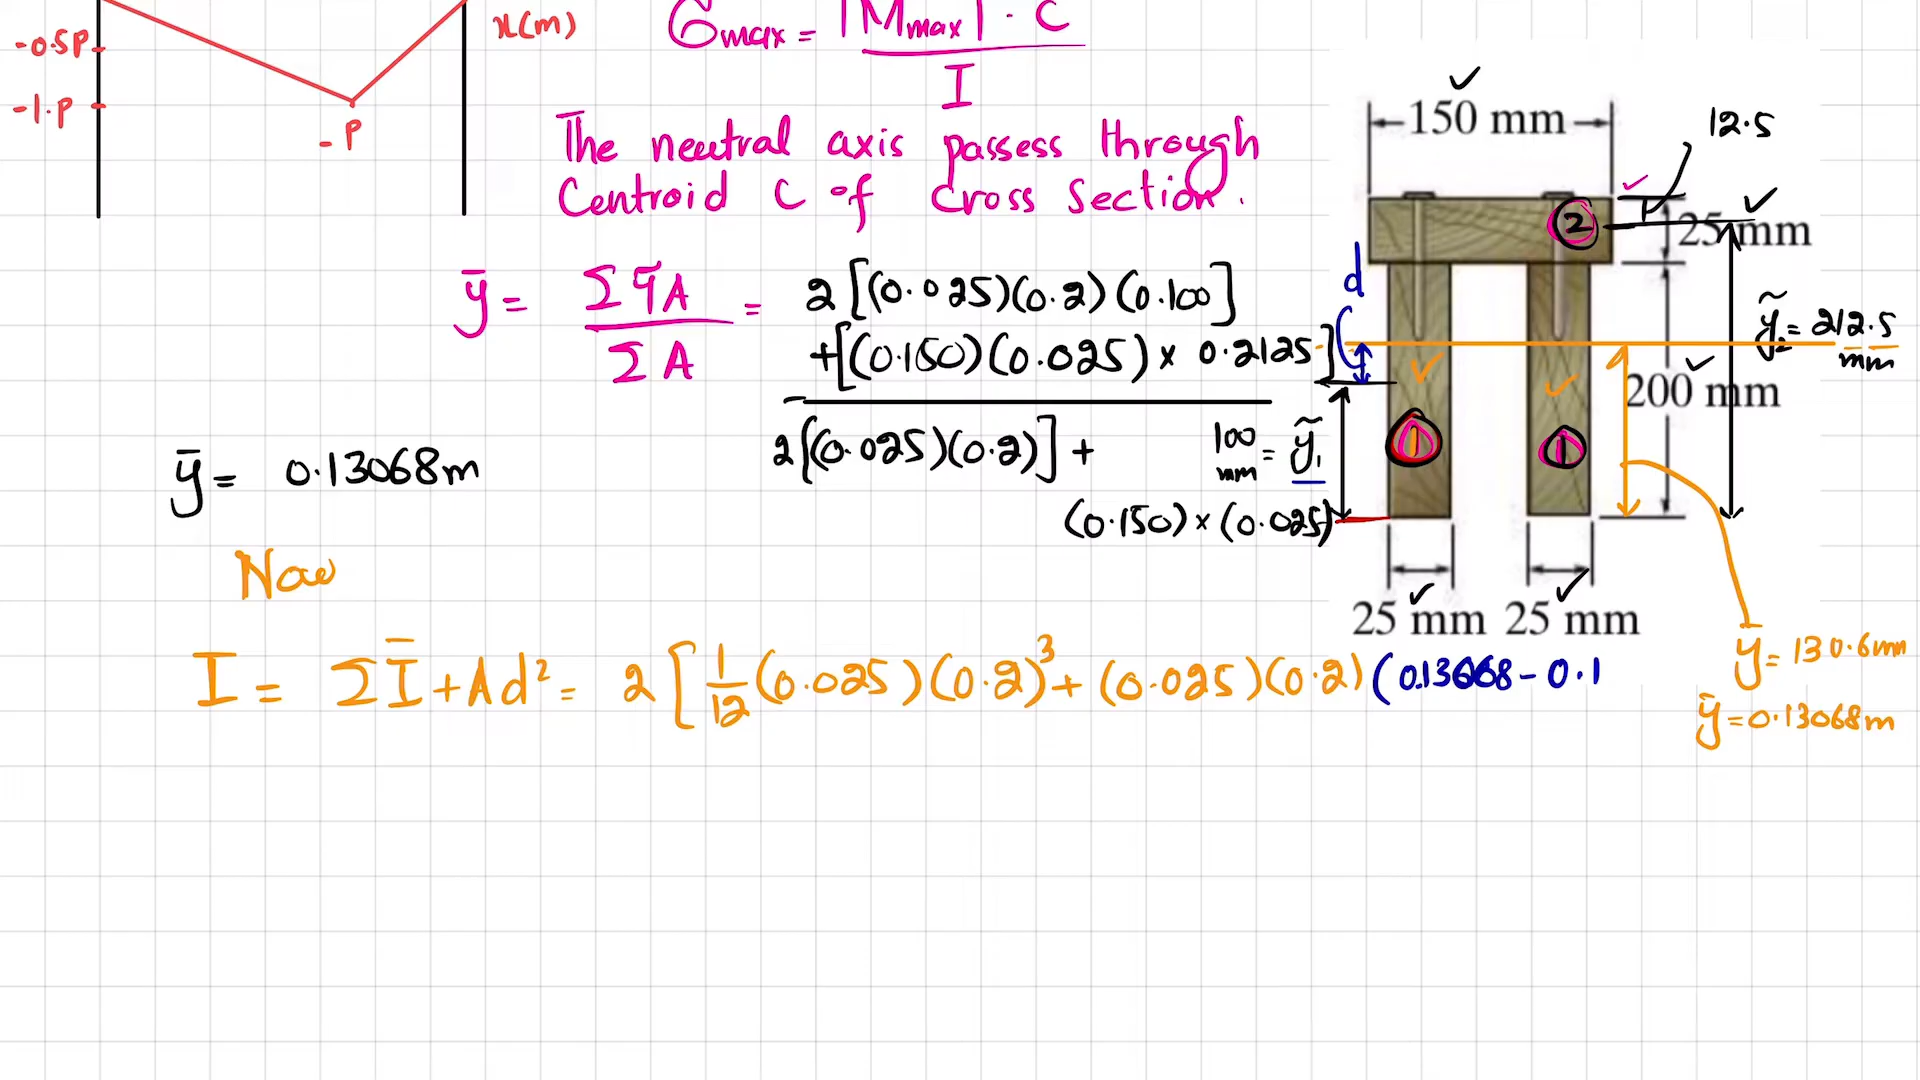 -0.5P
x(m)
σmax = |Mmax| · C
I
-1.P
-P
The neutral axis passess through
Centroid C of Cross Section.
ȳ = ΣỹA = 2[(0.025)(0.2)(0.100]
ΣA
+[(0.150)(0.025) × 0.2125]
2[(0.025)(0.2)] +
(0.150) × (0.025)
ȳ = 0.13068m
Now
I = ΣĪ + Ad² = 2[1/12 (0.025)(0.2)³ + (0.025)(0.2)(0.13068 - 0.1
150 mm
12.5
2
25 mm
d
ỹ₂ = 212.5
mm
200 mm
100
mm
= ỹ₁
1
1
25 mm
25 mm
ȳ = 130.6mm
ȳ = 0.13068m